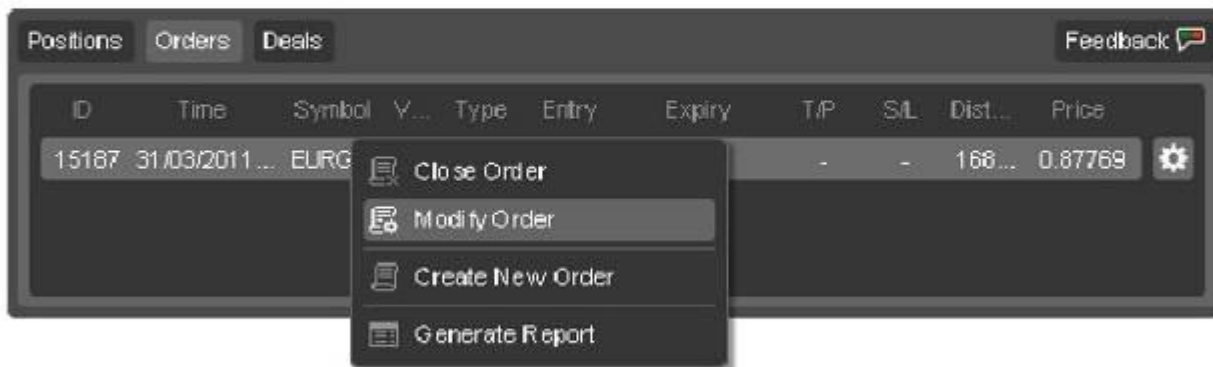 Positions Orders Deals Feedback
ID Time Symbol V... Type Entry Expiry T/P S/L Dist... Price
15187 31/03/2011... EURG - - 168... 0.87769
Close Order
Modify Order
Create New Order
Generate Report